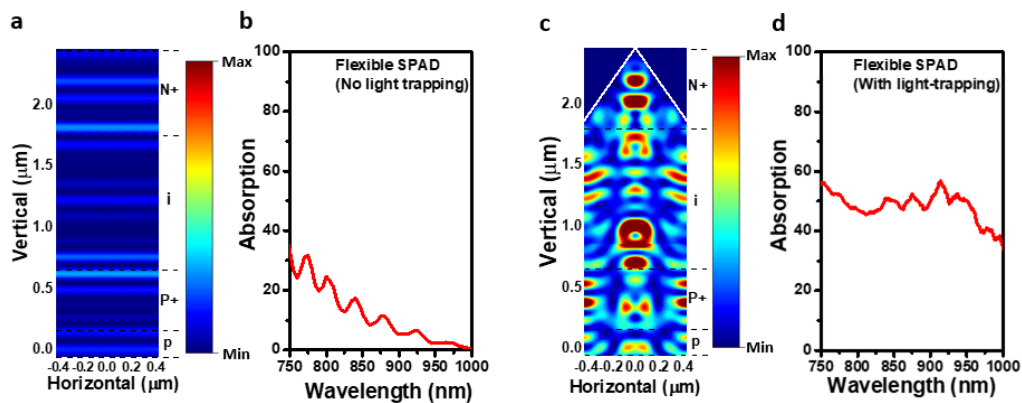 a
Vertical (µm)
2.0
1.5
1.0
0.5
0.0
N+
i
P+
p
-0.4 -0.2 0.0 0.2 0.4
Horizontal (µm)
Max
Min
b
Flexible SPAD
(No light trapping)
Absorption
100
80
60
40
20
0
750 800 850 900 950 1000
Wavelength (nm)
c
Vertical (µm)
2.0
1.5
1.0
0.5
0.0
N+
i
P+
p
-0.4 -0.2 0.0 0.2 0.4
Horizontal (µm)
Max
Min
d
Flexible SPAD
(With light-trapping)
Absorption
100
80
60
40
20
0
750 800 850 900 950 1000
Wavelength (nm)